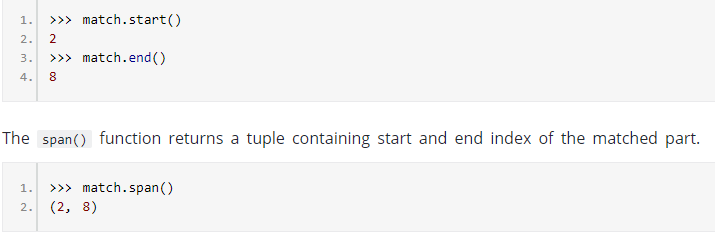 1. >>> match.start()
2. 2
3. >>> match.end()
4. 8
The span() function returns a tuple containing start and end index of the matched part.
1. >>> match.span()
2. (2, 8)